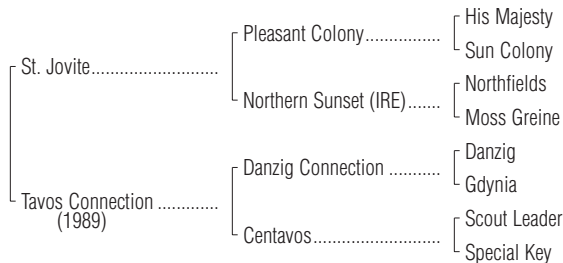 His Majesty
Pleasant Colony................
Sun Colony
St. Jovite...........................
Northfields
Northern Sunset (IRE).......
Moss Greine
Danzig
Danzig Connection ...........
Gdynia
Tavos Connection .............
(1989)
Scout Leader
Centavos...........................
Special Key